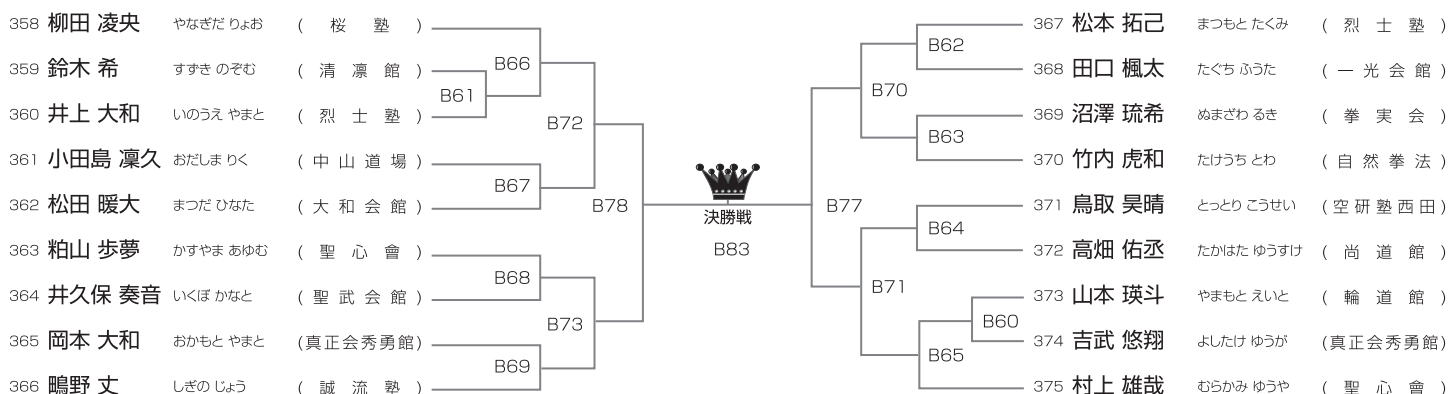 358 柳田 凌央 やなぎだ りょお (桜塾)
359 鈴木 希 すずき のぞむ (清凛館)
360 井上 大和 いのうえ やまと (烈士塾)
361 小田島 凜久 おだしま りく (中山道場)
362 松田 暖大 まつだ ひなた (大和会館)
363 粕山 歩夢 かすやま あゆむ (聖心會)
364 井久保 奏音 いくぼ かなと (聖武会館)
365 岡本 大和 おかもと やまと (真正会秀勇館)
366 鴫野 丈 しぎの じょう (誠流塾)
B66
B61
B72
B67
B78
B68
B73
B69
決勝戦
B83
B77
B62
B70
B63
B64
B71
B60
B65
367 松本 拓己 まつもと たくみ (烈士塾)
368 田口 楓太 たぐち ふうた (一光会館)
369 沼澤 琉希 ぬまざわ るき (拳実会)
370 竹内 虎和 たけうち とわ (自然拳法)
371 鳥取 昊晴 とっとり こうせい (空研塾西田)
372 高畑 佑丞 たかはた ゆうすけ (尚道館)
373 山本 瑛斗 やまもと えいと (輪道館)
374 吉武 悠翔 よしたけ ゆうが (真正会秀勇館)
375 村上 雄哉 むらかみ ゆうや (聖心會)